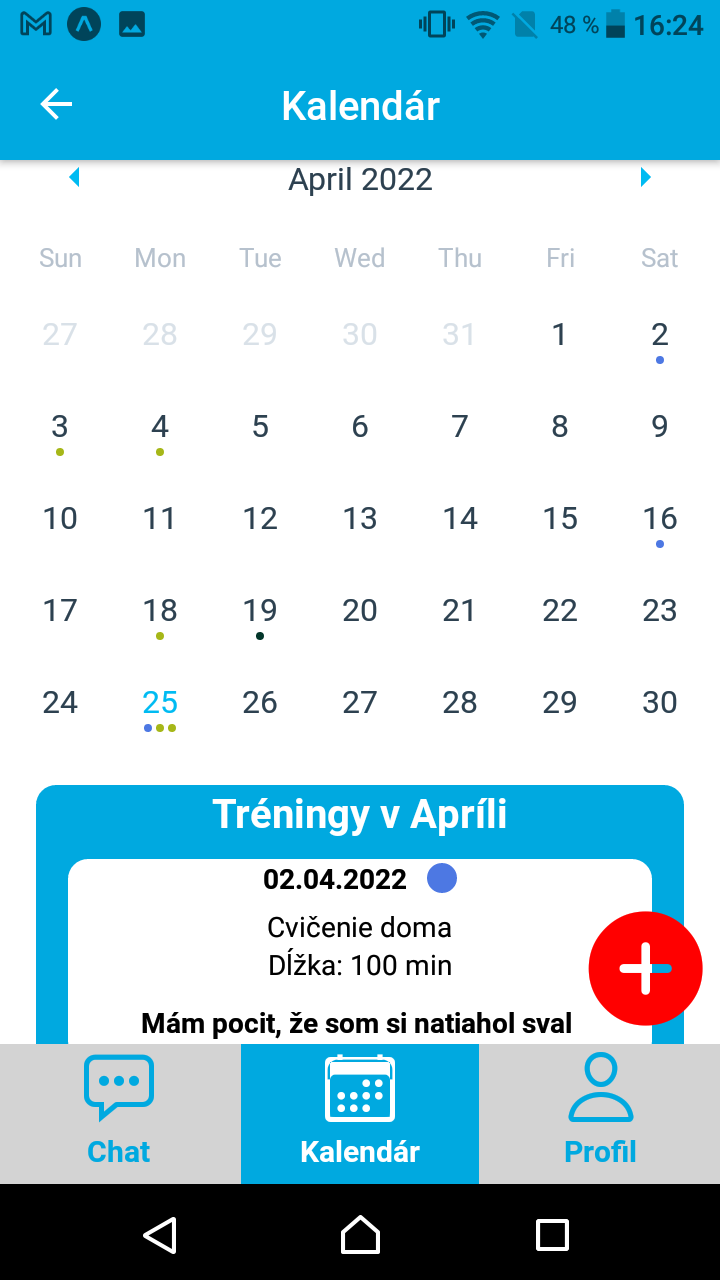 48 % 16:24
Kalendár
April 2022
Sun Mon Tue Wed Thu Fri Sat
27 28 29 30 31 1 2
3 4 5 6 7 8 9
10 11 12 13 14 15 16
17 18 19 20 21 22 23
24 25 26 27 28 29 30
Tréningy v Apríli
02.04.2022
Cvičenie doma
Dĺžka: 100 min
Mám pocit, že som si natiahol sval
Chat Kalendár Profil